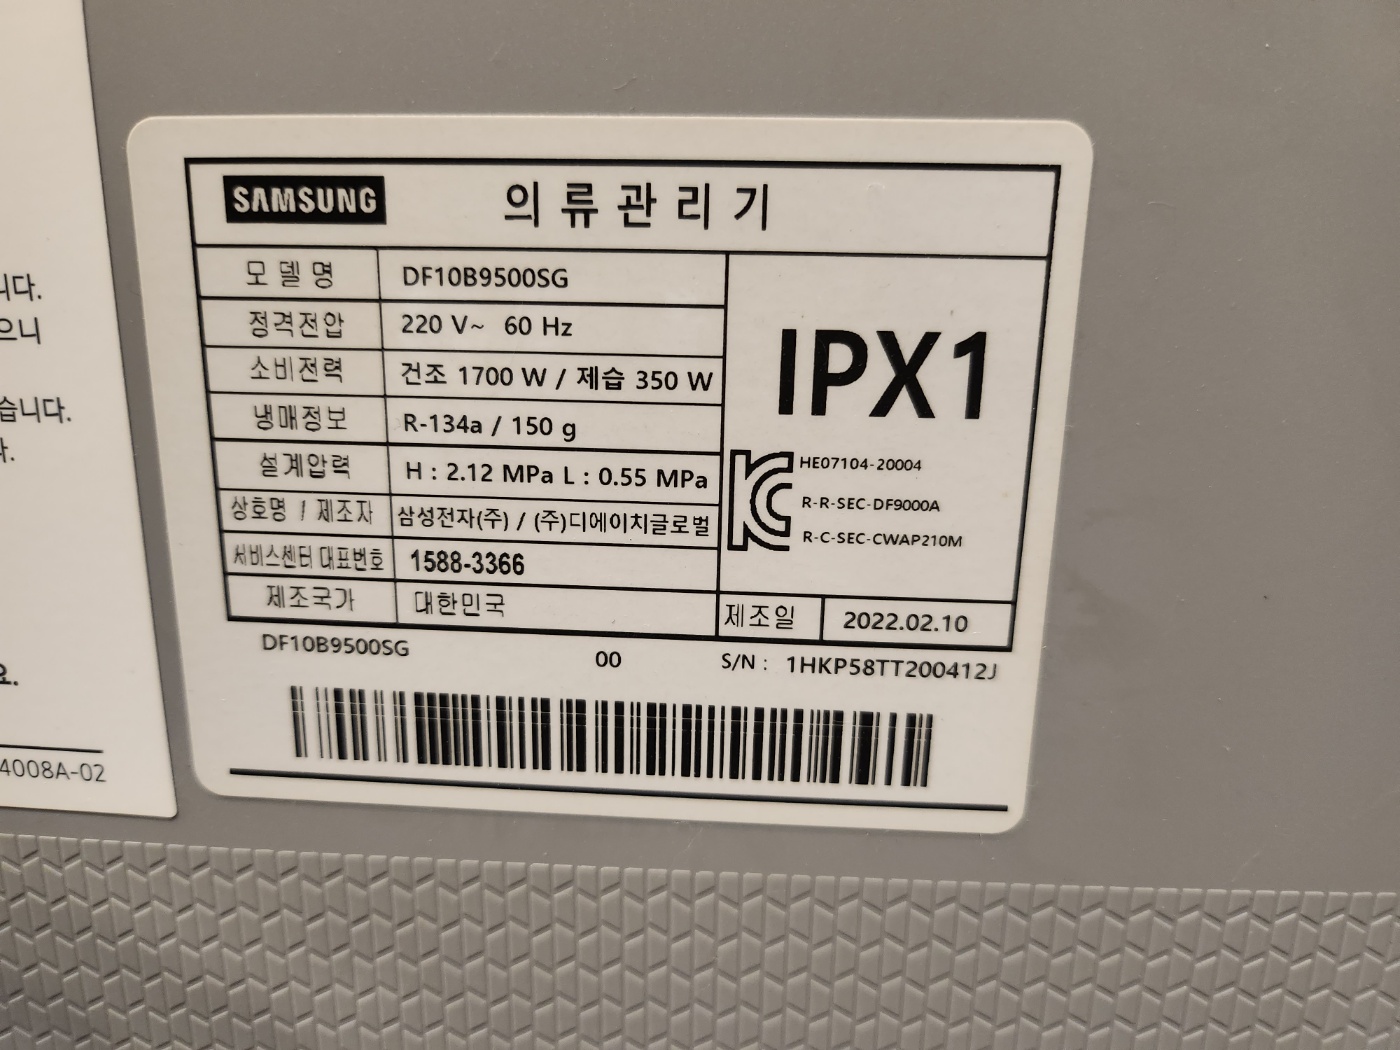 니다.
으니
습니다.
다.
요.
4008A-02
SAMSUNG 의류관리기
모델명 DF10B9500SG
정격전압 220 V~ 60 Hz
소비전력 건조 1700 W / 제습 350 W
냉매정보 R-134a / 150 g
설계압력 H : 2.12 MPa L : 0.55 MPa
상호명 / 제조자 삼성전자(주) / (주)디에이치글로벌
서비스센터 대표번호 1588-3366
제조국가 대한민국
IPX1
HE07104-20004
R-R-SEC-DF9000A
R-C-SEC-CWAP210M
제조일 2022.02.10
DF10B9500SG 00 S/N : 1HKP58TT200412J